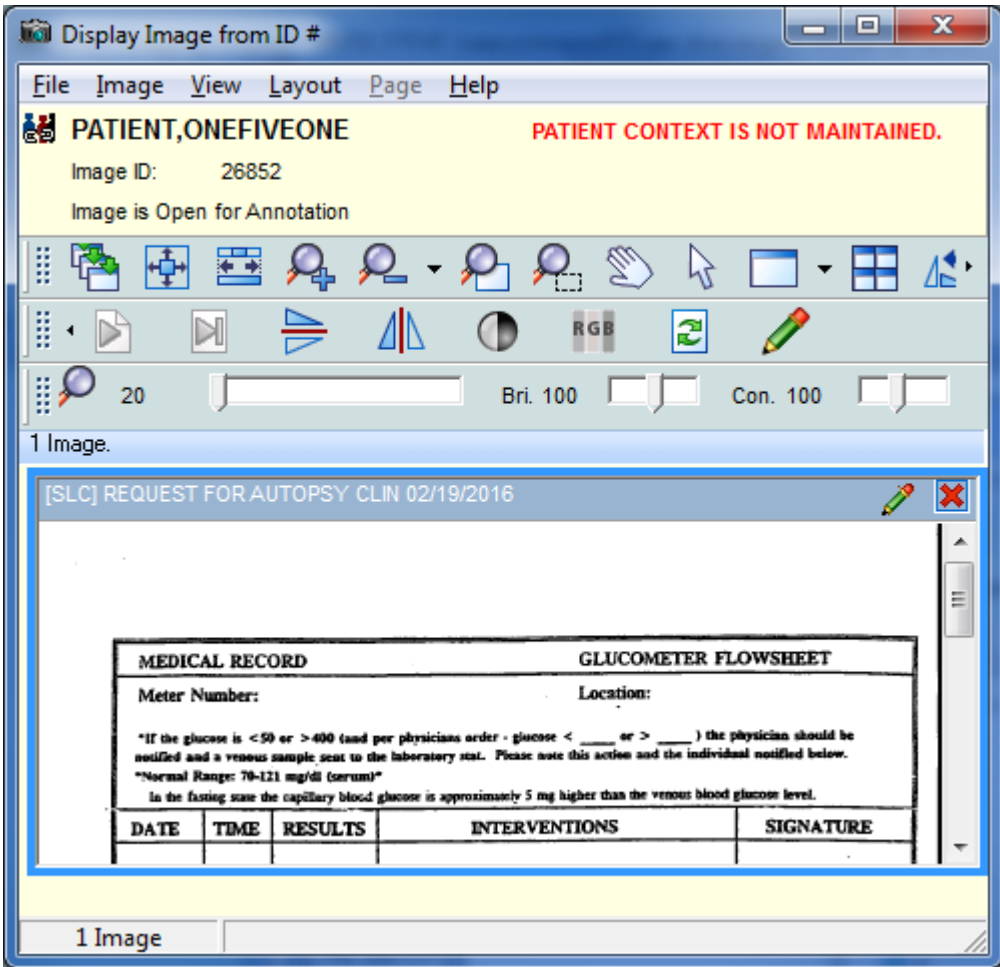 Display Image from ID #
File Image View Layout Page Help
PATIENT,ONEFIVEONE PATIENT CONTEXT IS NOT MAINTAINED.
Image ID: 26852
Image is Open for Annotation
RGB
20 Bri. 100 Con. 100
1 Image.
[SLC] REQUEST FOR AUTOPSY CLIN 02/19/2016
MEDICAL RECORD GLUCOMETER FLOWSHEET
Meter Number: Location:
*If the glucose is <50 or >400 (and per physicians order - glucose < ____ or > ____ ) the physician should be
notified and a venous sample sent to the laboratory stat. Please note this action and the individual notified below.
*Normal Range: 70-121 mg/dl (serum)*
In the fasting state the capillary blood glucose is approximately 5 mg higher than the venous blood glucose level.
DATE TIME RESULTS INTERVENTIONS SIGNATURE
1 Image